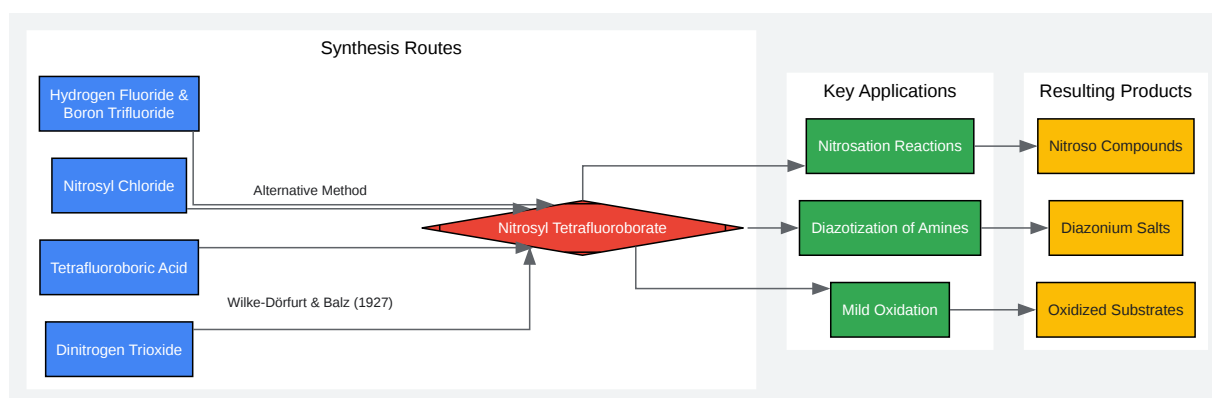 Synthesis Routes
Hydrogen Fluoride &
Boron Trifluoride
Nitrosyl Chloride
Alternative Method
Tetrafluoroboric Acid
Wilke-Dörfurt & Balz (1927)
Dinitrogen Trioxide
Nitrosyl Tetrafluoroborate
Key Applications
Nitrosation Reactions
Diazotization of Amines
Mild Oxidation
Resulting Products
Nitroso Compounds
Diazonium Salts
Oxidized Substrates